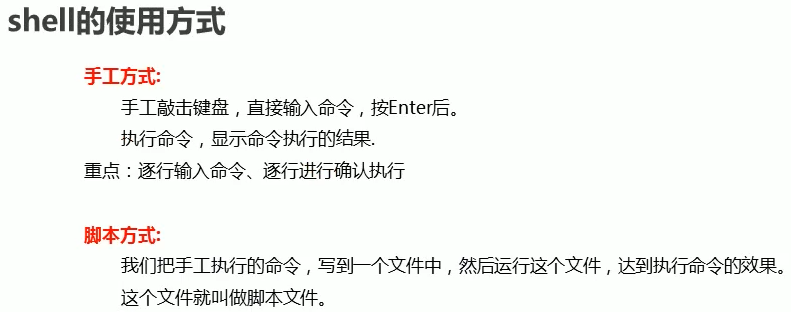 shell的使用方式
手工方式:
手工敲击键盘，直接输入命令，按Enter后。
执行命令，显示命令执行的结果.
重点：逐行输入命令、逐行进行确认执行
脚本方式:
我们把手工执行的命令，写到一个文件中，然后运行这个文件，达到执行命令的效果。
这个文件就叫做脚本文件。